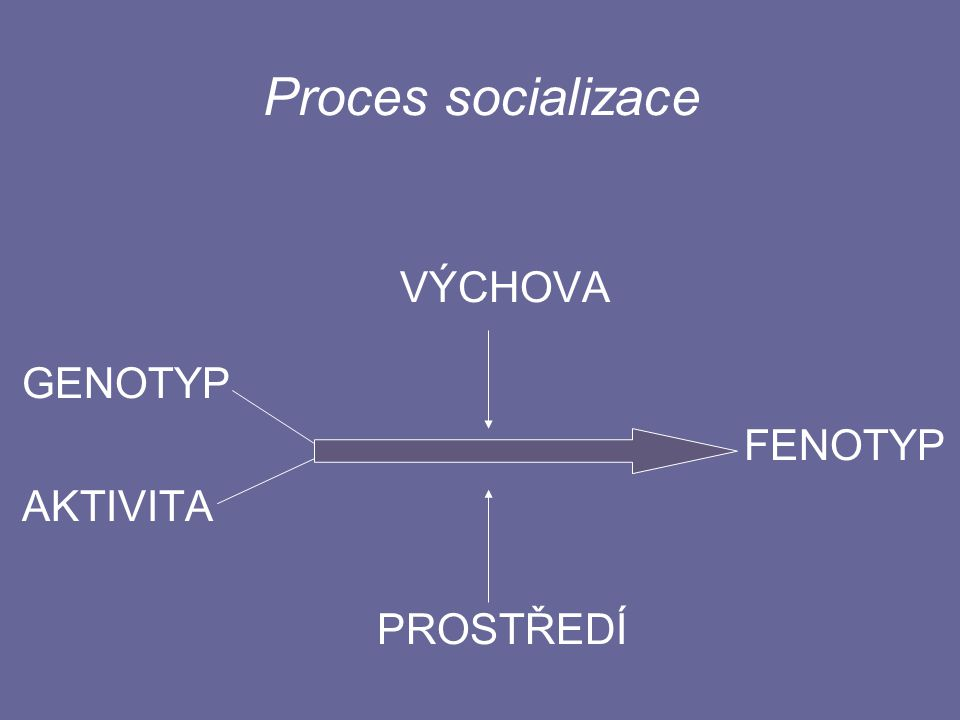 Proces socializace
VÝCHOVA
GENOTYP
FENOTYP
AKTIVITA
PROSTŘEDÍ